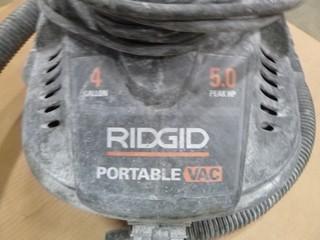 4 5.0
GALLON PEAK HP
RIDGID
PORTABLE VAC